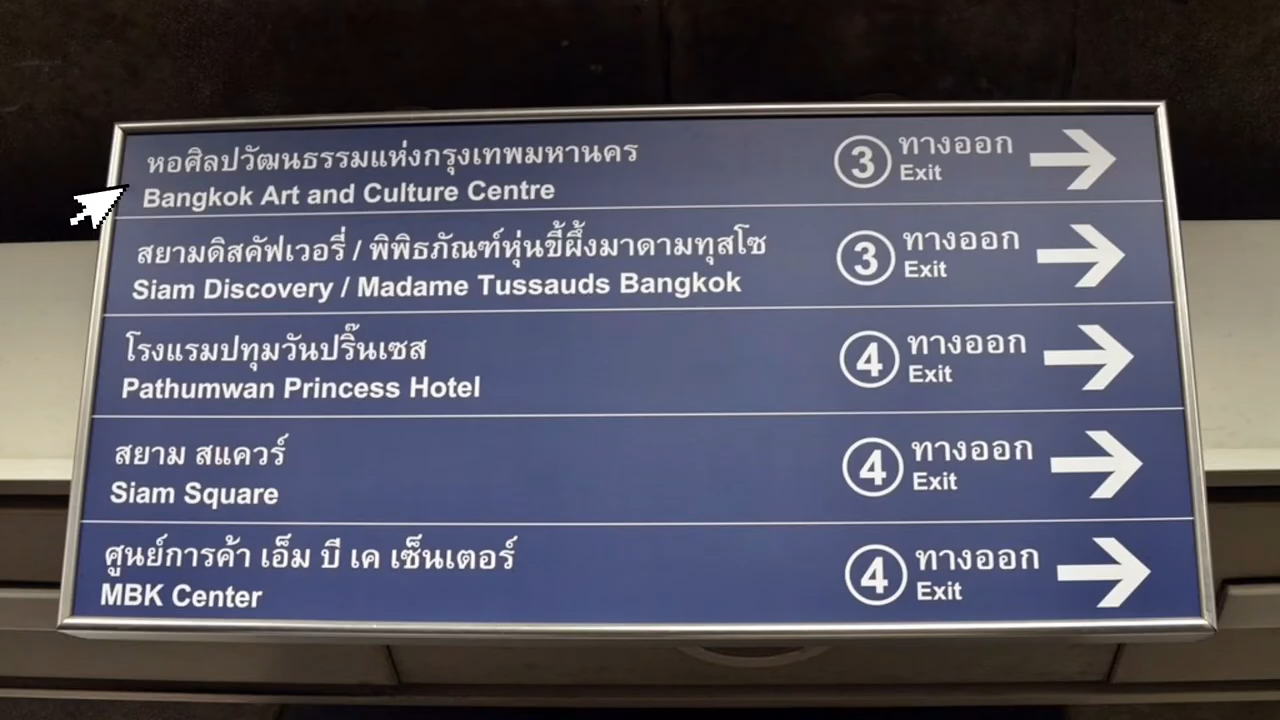 หอศิลปวัฒนธรรมแห่งกรุงเทพมหานคร
Bangkok Art and Culture Centre
3 ทางออก
Exit
สยามดิสคัฟเวอรี่ / พิพิธภัณฑ์หุ่นขี้ผึ้งมาดามทุสโซ
Siam Discovery / Madame Tussauds Bangkok
3 ทางออก
Exit
โรงแรมปทุมวันปริ๊นเซส
Pathumwan Princess Hotel
4 ทางออก
Exit
สยาม สแควร์
Siam Square
4 ทางออก
Exit
ศูนย์การค้า เอ็ม บี เค เซ็นเตอร์
MBK Center
4 ทางออก
Exit